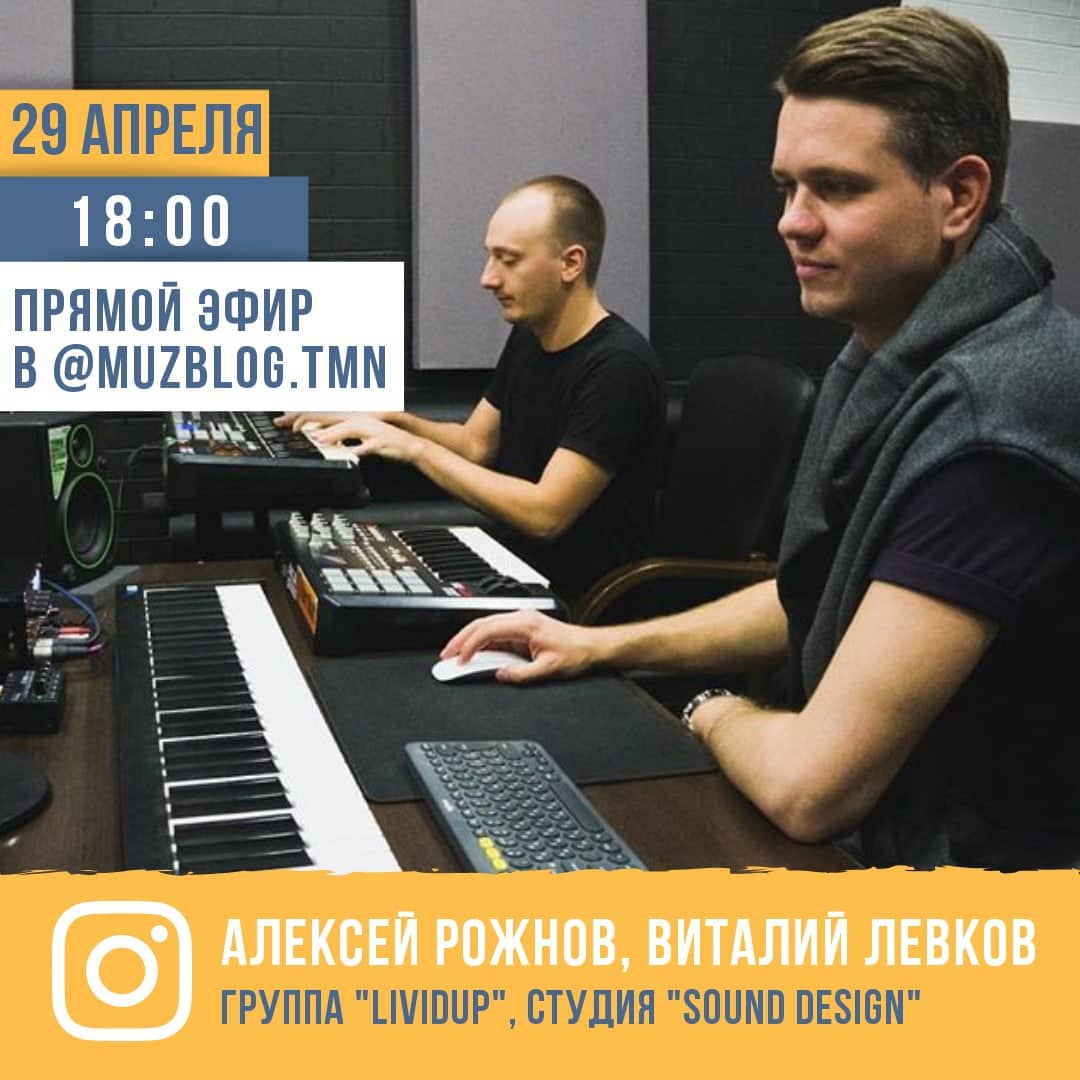 29 АПРЕЛЯ
18:00
ПРЯМОЙ ЭФИР
В @MUZBLOG.TMN
АЛЕКСЕЙ РОЖНОВ, ВИТАЛИЙ ЛЕВКОВ
ГРУППА "LIVIDUP", СТУДИЯ "SOUND DESIGN"